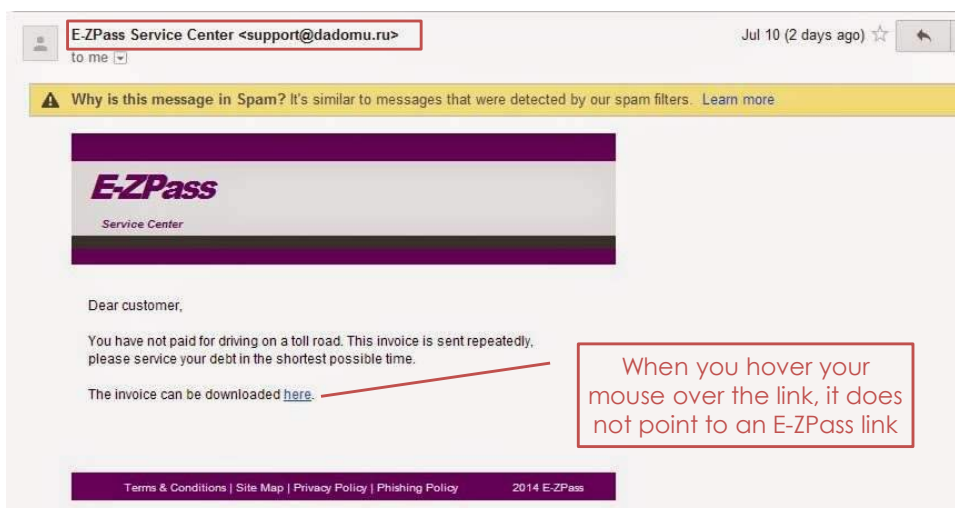 E-ZPass Service Center <support@dadomu.ru>
Jul 10 (2 days ago)
to me
Why is this message in Spam? It's similar to messages that were detected by our spam filters. Learn more
E-ZPass
Service Center
Dear customer,
You have not paid for driving on a toll road. This invoice is sent repeatedly,
please service your debt in the shortest possible time.
The invoice can be downloaded here.
When you hover your
mouse over the link, it does
not point to an E-ZPass link
Terms & Conditions | Site Map | Privacy Policy | Phishing Policy 2014 E-ZPass